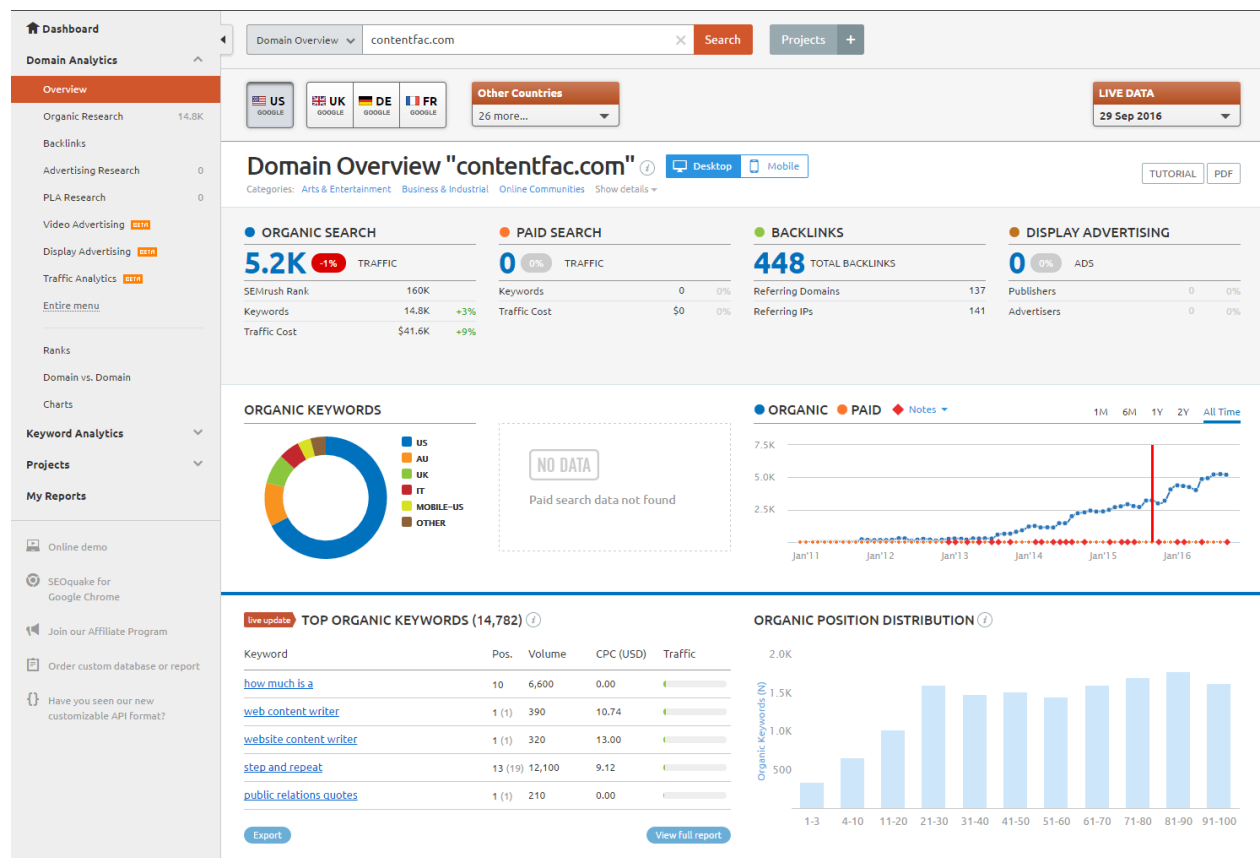 Dashboard
Domain Analytics
Overview
Organic Research 14.8K
Backlinks
Advertising Research 0
PLA Research 0
Video Advertising BETA
Display Advertising BETA
Traffic Analytics BETA
Entire menu
Ranks
Domain vs. Domain
Charts
Keyword Analytics
Projects
My Reports
Online demo
SEOquake for
Google Chrome
Join our Affiliate Program
Order custom database or report
Have you seen our new
customizable API format?
Domain Overview contentfac.com × Search Projects +
US GOOGLE
UK GOOGLE
DE GOOGLE
FR GOOGLE
Other Countries
26 more...
LIVE DATA
29 Sep 2016
Domain Overview "contentfac.com" i Desktop Mobile
TUTORIAL PDF
Categories: Arts & Entertainment Business & Industrial Online Communities Show details
ORGANIC SEARCH
5.2K -1% TRAFFIC
SEMrush Rank 160K
Keywords 14.8K +3%
Traffic Cost $41.6K +9%
PAID SEARCH
0 0% TRAFFIC
Keywords 0 0%
Traffic Cost $0 0%
BACKLINKS
448 TOTAL BACKLINKS
Referring Domains 137
Referring IPs 141
DISPLAY ADVERTISING
0 0% ADS
Publishers 0 0%
Advertisers 0 0%
ORGANIC KEYWORDS
US
AU
UK
IT
MOBILE-US
OTHER
NO DATA
Paid search data not found
ORGANIC PAID Notes
1M 6M 1Y 2Y All Time
7.5K
5.0K
2.5K
Jan'11 Jan'12 Jan'13 Jan'14 Jan'15 Jan'16
live update TOP ORGANIC KEYWORDS (14,782) i
Keyword Pos. Volume CPC (USD) Traffic
how much is a 10 6,600 0.00
web content writer 1 (1) 390 10.74
website content writer 1 (1) 320 13.00
step and repeat 13 (19) 12,100 9.12
public relations quotes 1 (1) 210 0.00
Export View full report
ORGANIC POSITION DISTRIBUTION i
Organic Keywords (N)
2.0K
1.5K
1.0K
500
1-3 4-10 11-20 21-30 31-40 41-50 51-60 61-70 71-80 81-90 91-100